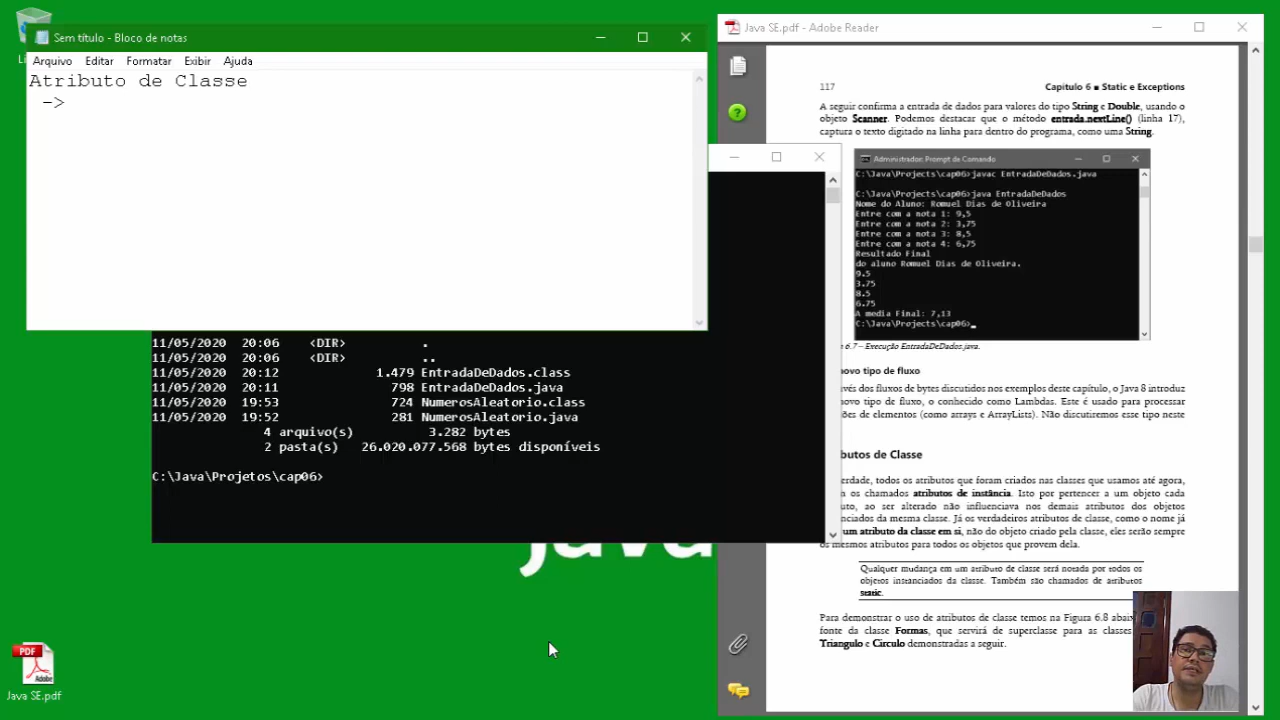 Sem título - Bloco de notas
Arquivo Editar Formatar Exibir Ajuda
Atributo de Classe
->
11/05/2020 20:06 <DIR> .
11/05/2020 20:06 <DIR> ..
11/05/2020 20:12 1.479 EntradaDeDados.class
11/05/2020 20:11 798 EntradaDeDados.java
11/05/2020 19:53 724 NumerosAleatorio.class
11/05/2020 19:52 281 NumerosAleatorio.java
4 arquivo(s) 3.282 bytes
2 pasta(s) 26.020.077.568 bytes disponíveis
C:\Java\Projetos\cap06>
java
PDF
Adobe
Java SE.pdf
Java SE.pdf - Adobe Reader
117 Capitulo 6 ■ Static e Exceptions
A seguir confirma a entrada de dados para valores do tipo String e Double, usando o
objeto Scanner. Podemos destacar que o método entrada.nextLine() (linha 17),
captura o texto digitado na linha para dentro do programa, como uma String.
Administrador: Prompt de Comando
C:\Java\Projects\cap06>javac EntradaDeDados.java
C:\Java\Projects\cap06>java EntradaDeDados
Nome do Aluno: Romuel Dias de Oliveira
Entre com a nota 1: 9,5
Entre com a nota 2: 3,75
Entre com a nota 3: 8,5
Entre com a nota 4: 6,75
Resultado Final
do aluno Romuel Dias de Oliveira.
9.5
3.75
8.5
6.75
A media Final: 7,13
C:\Java\Projects\cap06>_
6.7 – Execução EntradaDeDados.java.
novo tipo de fluxo
vés dos fluxos de bytes discutidos nos exemplos deste capítulo, o Java 8 introduz
novo tipo de fluxo, o conhecido como Lambdas. Este é usado para processar
ões de elementos (como arrays e ArrayLists). Não discutiremos esse tipo neste
butos de Classe
erdade, todos os atributos que foram criados nas classes que usamos até agora,
os chamados atributos de instância. Isto por pertencer a um objeto cada
uto, ao ser alterado não influenciava nos demais atributos dos objetos
nciados da mesma classe. Já os verdadeiros atributos de classe, como o nome já
um atributo da classe em si, não do objeto criado pela classe, eles serão sempre
os mesmos atributos para todos os objetos que provem dela.
Qualquer mudança em um atributo de classe será notada por todos os
objetos instanciados da classe. Também são chamados de atributos
static.
Para demonstrar o uso de atributos de classe temos na Figura 6.8 abai
fonte da classe Formas, que servirá de superclasse para as classes
Triangulo e Circulo demonstradas a seguir.